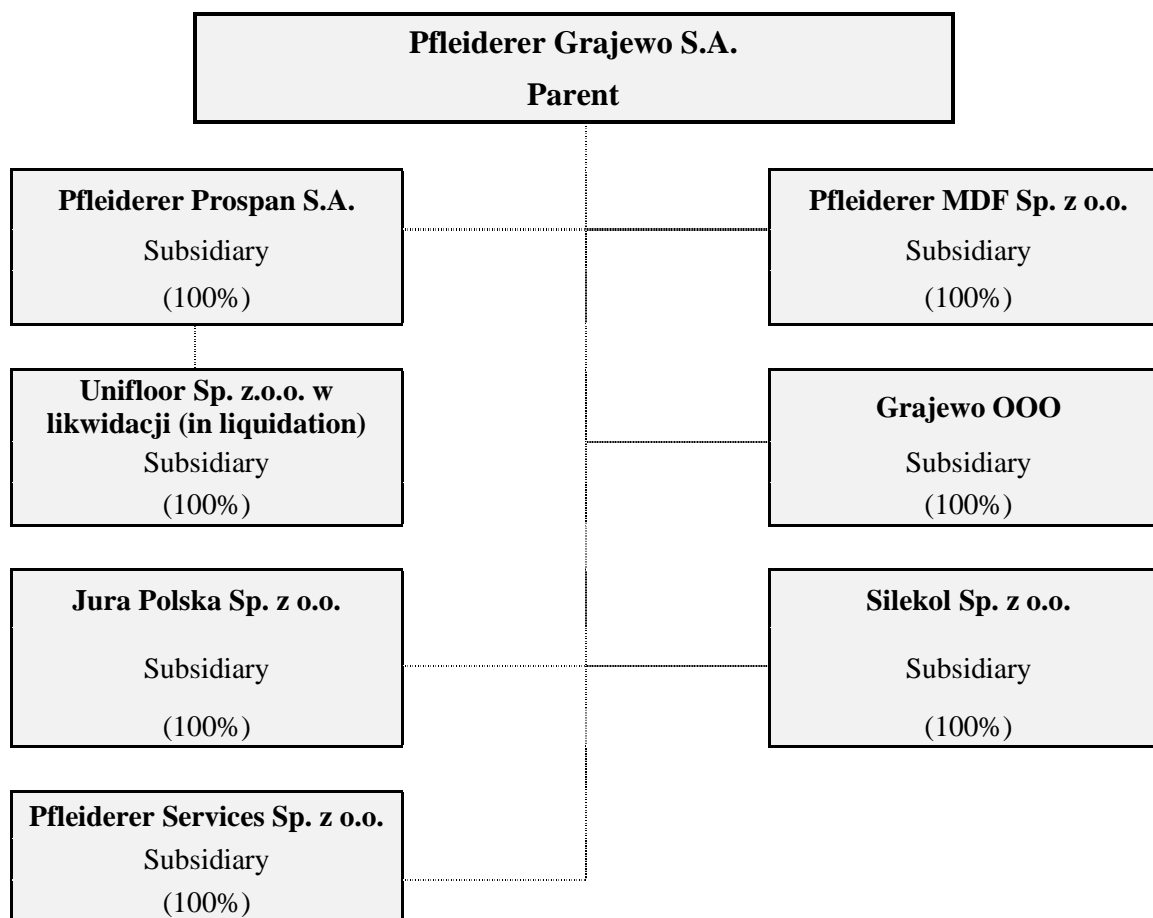 Pfleiderer Grajewo S.A.
Parent
Pfleiderer Prospan S.A.
Subsidiary
(100%)
Pfleiderer MDF Sp. z o.o.
Subsidiary
(100%)
Unifloor Sp. z.o.o. w
likwidacji (in liquidation)
Subsidiary
(100%)
Grajewo OOO
Subsidiary
(100%)
Jura Polska Sp. z o.o.
Subsidiary
(100%)
Silekol Sp. z o.o.
Subsidiary
(100%)
Pfleiderer Services Sp. z o.o.
Subsidiary
(100%)